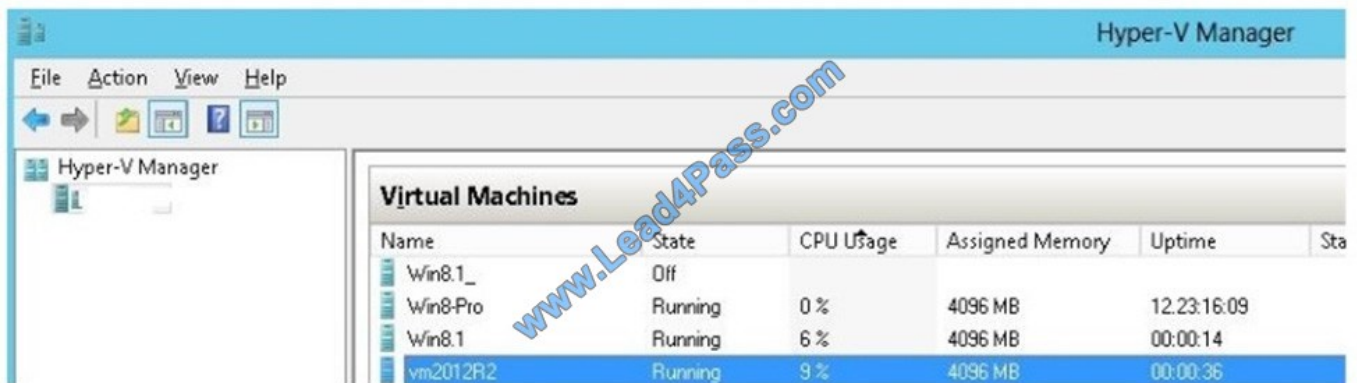 Hyper-V Manager
File Action View Help
Hyper-V Manager
Virtual Machines
Name State CPU Usage Assigned Memory Uptime Sta
Win8.1_ Off
Win8-Pro Running 0 % 4096 MB 12.23:16:09
Win8.1 Running 6 % 4096 MB 00:00:14
vm2012R2 Running 9 % 4096 MB 00:00:36
www.Lead4Pass.com